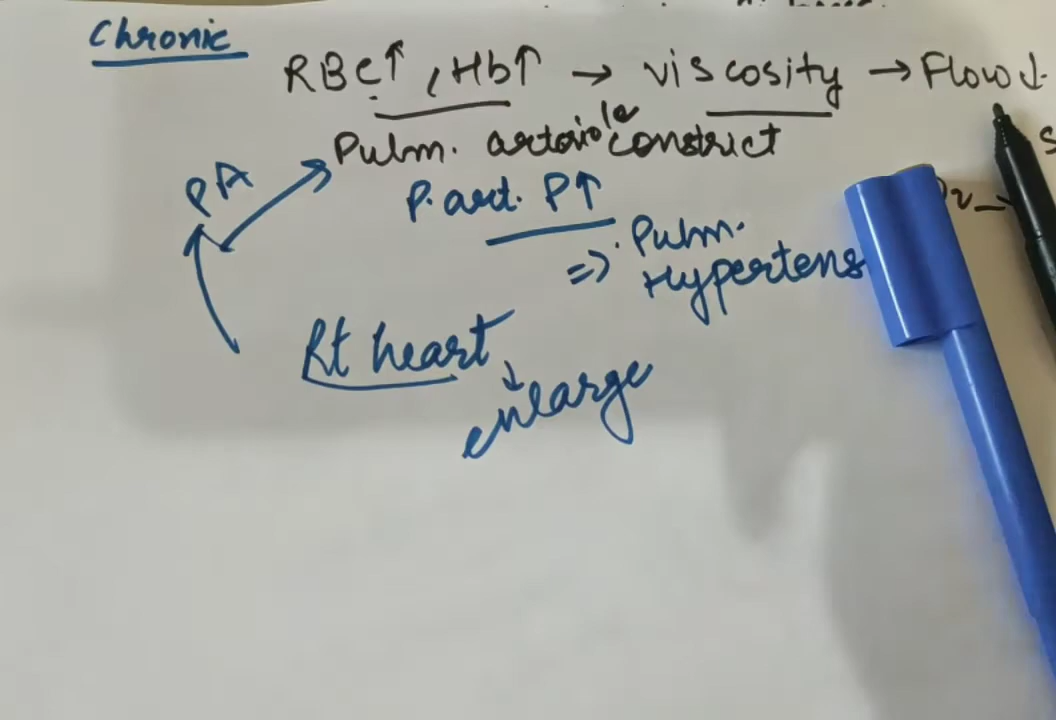 Chronic
RBC↑, Hb↑ → viscosity → Flow↓
Pulm. arteriole constrict
PA
P. art. P↑
⇒ Pulm.
Hypertens
Rt heart
↓
enlarge